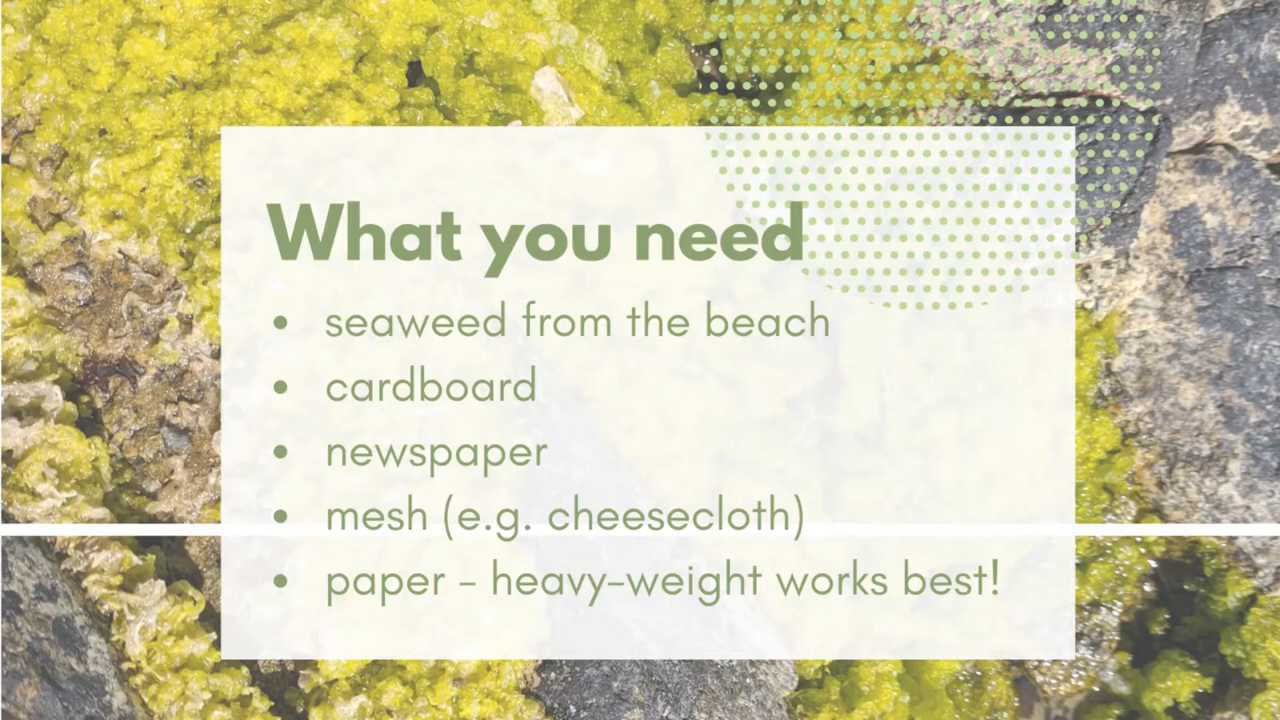 What you need
• seaweed from the beach
• cardboard
• newspaper
• mesh (e.g. cheesecloth)
• paper - heavy-weight works best!